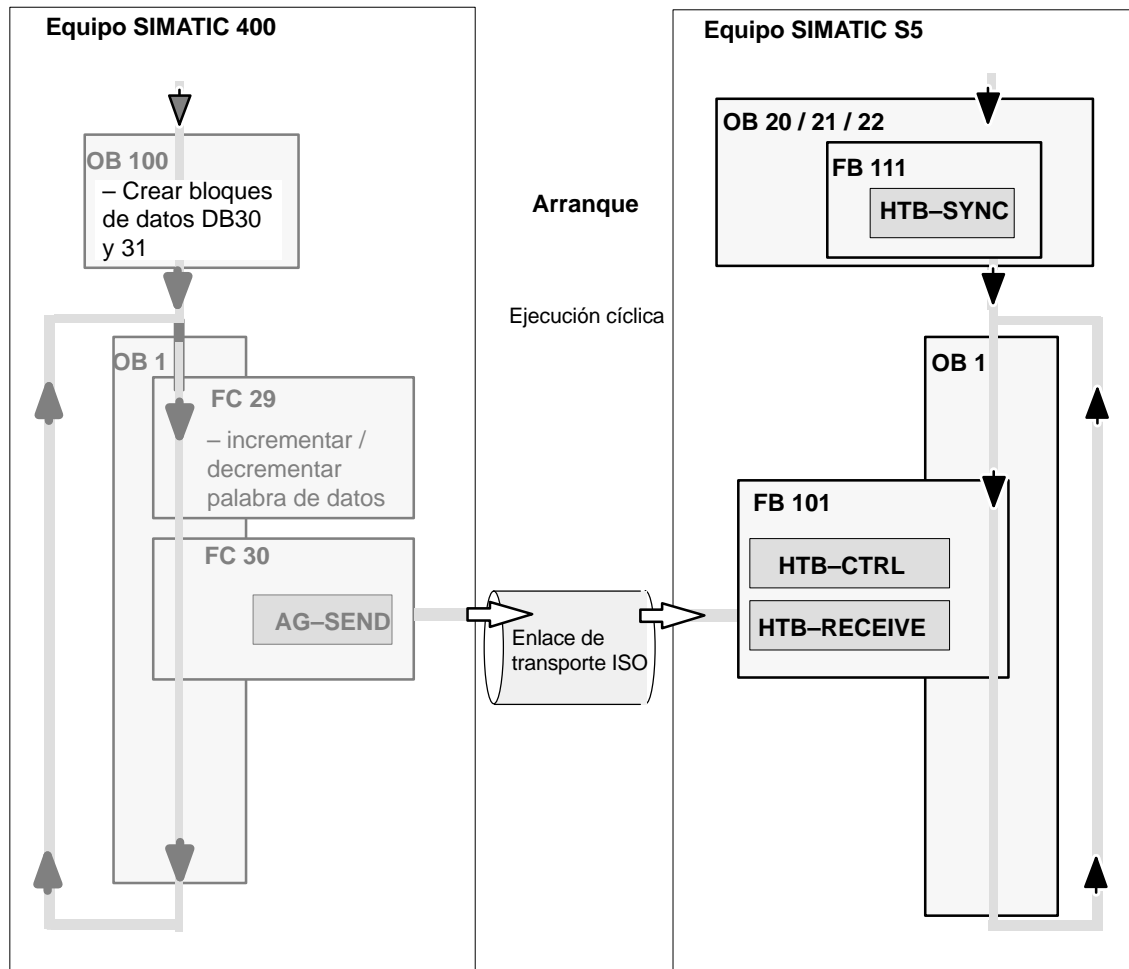 Equipo SIMATIC 400
OB 100
– Crear bloques
de datos DB30
y 31
OB 1
FC 29
– incrementar /
decrementar
palabra de datos
FC 30
AG–SEND
Arranque
Ejecución cíclica
Enlace de
transporte ISO
Equipo SIMATIC S5
OB 20 / 21 / 22
FB 111
HTB–SYNC
OB 1
FB 101
HTB–CTRL
HTB–RECEIVE